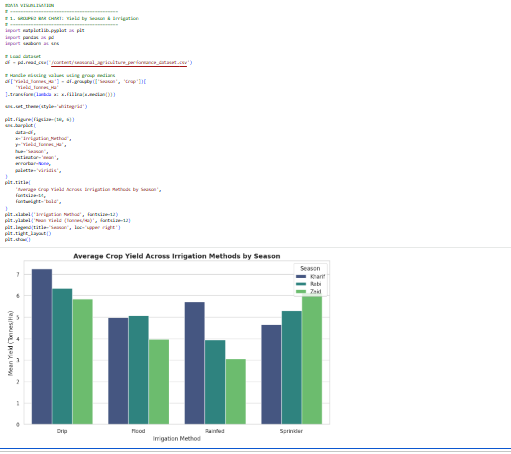 #DATA VISUALISATION
# ==================================
# 1. GROUPED BAR CHART: Yield by Season & Irrigation
# ==================================
import matplotlib.pyplot as plt
import pandas as pd
import seaborn as sns
# Load dataset
df = pd.read_csv('/content/seasonal_agriculture_performance_dataset.csv')
# Handle missing values using group medians
df['Yield_Tonnes_Ha'] = df.groupby(['Season', 'Crop'])[
'Yield_Tonnes_Ha'
].transform(lambda x: x.fillna(x.median()))
sns.set_theme(style='whitegrid')
plt.figure(figsize=(10, 6))
sns.barplot(
data=df,
x='Irrigation_Method',
y='Yield_Tonnes_Ha',
hue='Season',
estimator='mean',
errorbar=None,
palette='viridis',
)
plt.title(
'Average Crop Yield Across Irrigation Methods by Season',
fontsize=14,
fontweight='bold',
)
plt.xlabel('Irrigation Method', fontsize=12)
plt.ylabel('Mean Yield (Tonnes/Ha)', fontsize=12)
plt.legend(title='Season', loc='upper right')
plt.tight_layout()
plt.show()
Average Crop Yield Across Irrigation Methods by Season
Season
Kharif
Rabi
Zaid
7
6
5
4
3
2
1
0
Mean Yield (Tonnes/Ha)
Drip Flood Rainfed Sprinkler
Irrigation Method